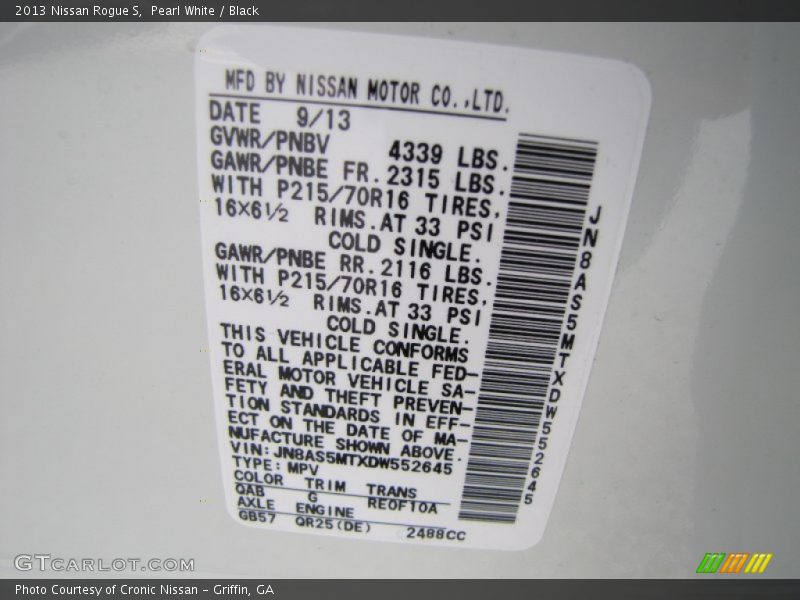 2013 Nissan Rogue S, Pearl White / Black
MFD BY NISSAN MOTOR CO.,LTD.
DATE 9/13
GVWR/PNBV 4339 LBS.
GAWR/PNBE FR. 2315 LBS.
WITH P215/70R16 TIRES,
16X6½ RIMS. AT 33 PSI
COLD SINGLE.
GAWR/PNBE RR. 2116 LBS.
WITH P215/70R16 TIRES,
16X6½ RIMS. AT 33 PSI
COLD SINGLE.
THIS VEHICLE CONFORMS
TO ALL APPLICABLE FED-
ERAL MOTOR VEHICLE SA-
FETY AND THEFT PREVEN-
TION STANDARDS IN EFF-
ECT ON THE DATE OF MA-
NUFACTURE SHOWN ABOVE.
VIN: JN8AS5MTXDW552645
TYPE: MPV
COLOR TRIM TRANS
QAB G RE0F10A
AXLE ENGINE
GB57 QR25(DE) 2488CC
JN8AS5MTXDW552645
GTCARLOT.COM
Photo Courtesy of Cronic Nissan – Griffin, GA